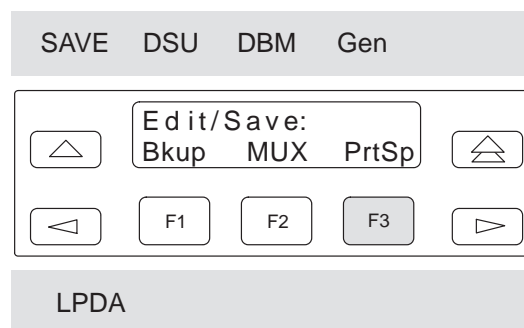 SAVE DSU DBM Gen
Edit/Save:
Bkup MUX PrtSp
F1 F2 F3
LPDA